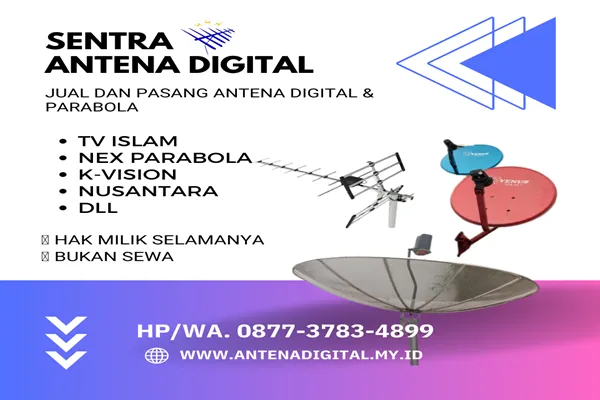 SENTRA
ANTENA DIGITAL
JUAL DAN PASANG ANTENA DIGITAL &
PARABOLA
• TV ISLAM
• NEX PARABOLA
• K-VISION
• NUSANTARA
• DLL
HAK MILIK SELAMANYA
BUKAN SEWA
VENUS
HP/WA. 0877-3783-4899
WWW.ANTENADIGITAL.MY.ID